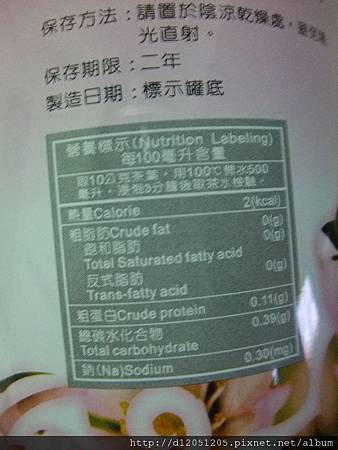 保存方法：請置於陰涼乾燥處，避免陽
光直射。
保存期限：二年
製造日期：標示罐底
營養標示(Nutrition Labeling)
每100毫升含量
取10公克茶葉，用100℃ 沸水500
毫升，浸泡3分鐘後取茶水檢驗。
熱量Calorie 2(kcal)
粗脂肪Crude fat 0(g)
飽和脂肪 0(g)
Total Saturated fatty acid
反式脂肪 0(g)
Trans-fatty acid
粗蛋白Crude protein 0.11(g)
總碳水化合物 0.39(g)
Total carbohydrate
鈉(Na)Sodium 0.30(mg)
http://d12051205.pixnet.net/album